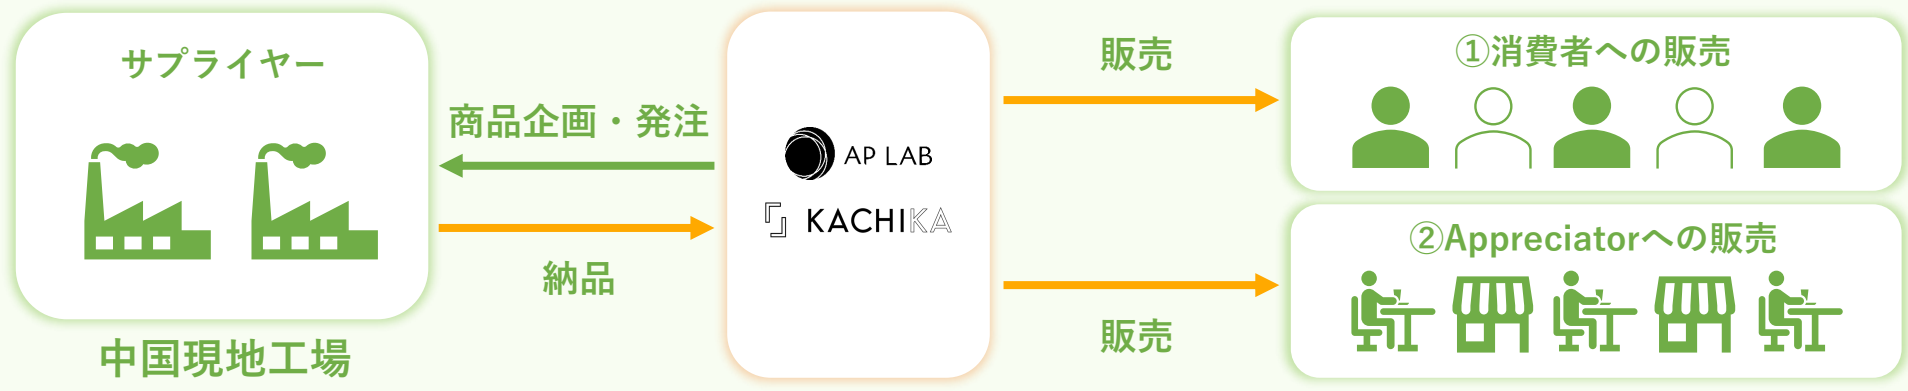 サプライヤー
中国現地工場
商品企画・発注
納品
AP LAB
KACHIKA
販売
販売
①消費者への販売
②Appreciatorへの販売